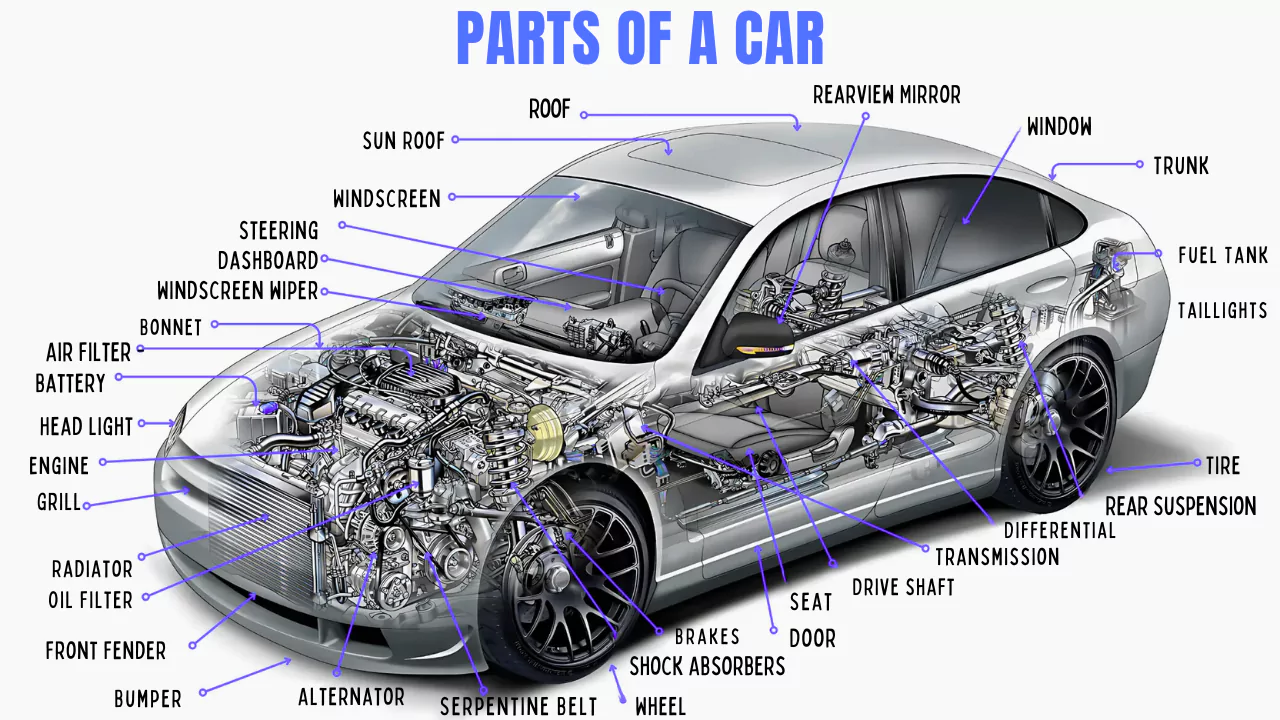 PARTS OF A CAR
REARVIEW MIRROR
ROOF
WINDOW
SUN ROOF
TRUNK
WINDSCREEN
STEERING
DASHBOARD
FUEL TANK
WINDSCREEN WIPER
TAILLIGHTS
BONNET
AIR FILTER
BATTERY
HEAD LIGHT
ENGINE
TIRE
GRILL
REAR SUSPENSION
DIFFERENTIAL
TRANSMISSION
RADIATOR
DRIVE SHAFT
OIL FILTER
SEAT
BRAKES
DOOR
FRONT FENDER
SHOCK ABSORBERS
BUMPER
ALTERNATOR
SERPENTINE BELT
WHEEL